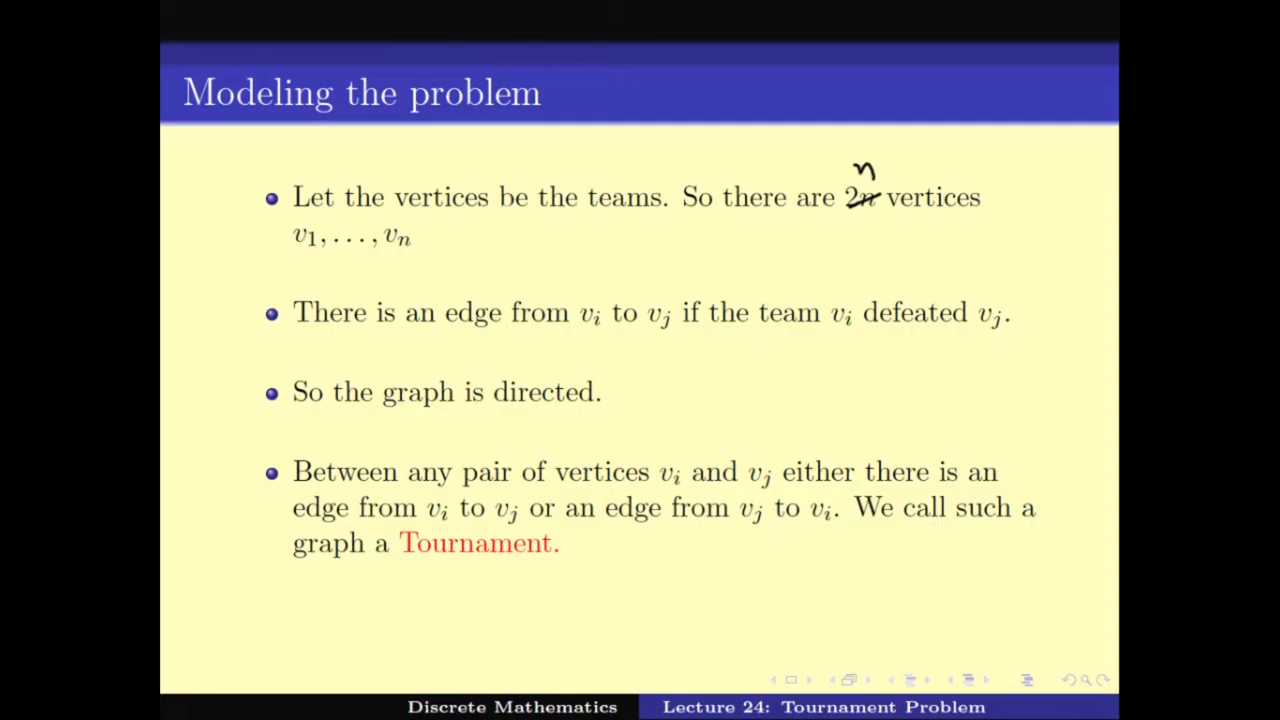 Modeling the problem
n
Let the vertices be the teams. So there are 2n vertices
v1, . . . , vn
There is an edge from vi to vj if the team vi defeated vj.
So the graph is directed.
Between any pair of vertices vi and vj either there is an
edge from vi to vj or an edge from vj to vi. We call such a
graph a Tournament.
Discrete Mathematics
Lecture 24: Tournament Problem